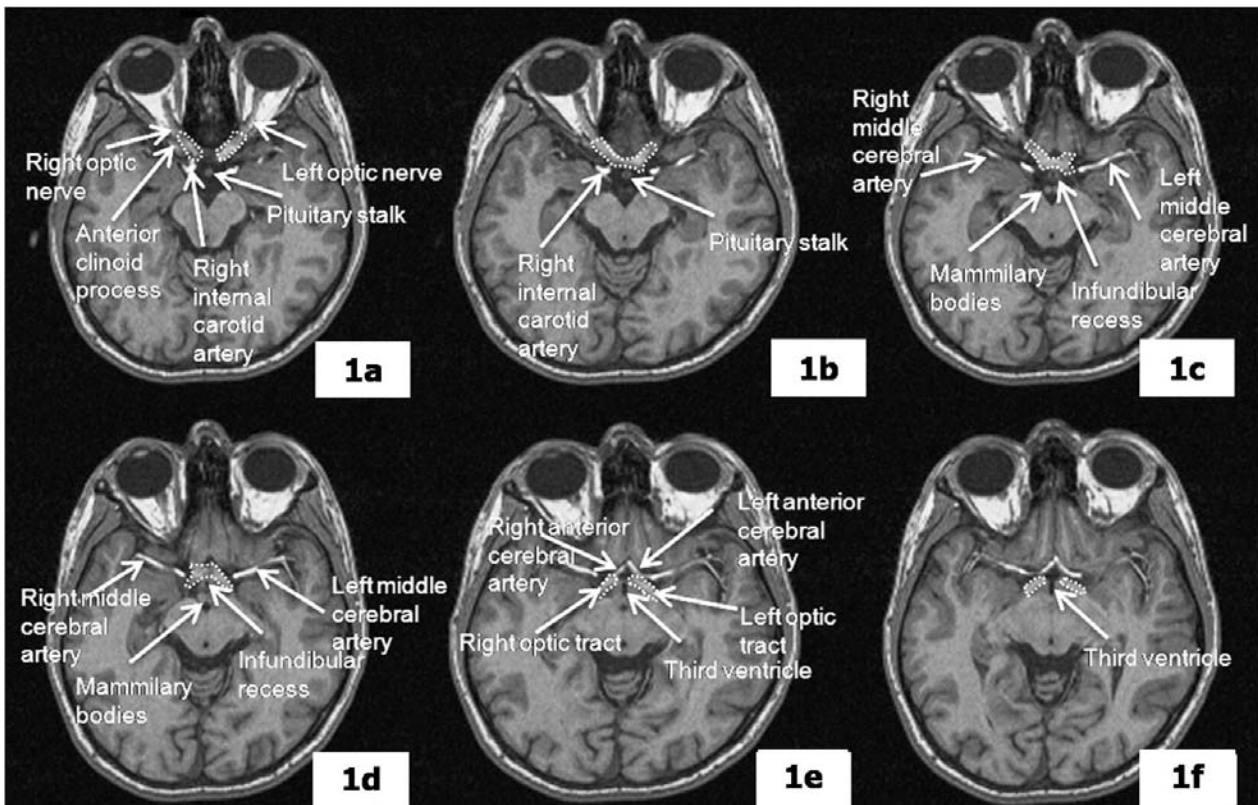 Right optic
nerve
Anterior
clinoid
process
Right
internal
carotid
artery
Left optic nerve
Pituitary stalk
1a
Right
internal
carotid
artery
Pituitary stalk
1b
Right
middle
cerebral
artery
Left
middle
cerebral
artery
Mammilary
bodies
Infundibular
recess
1c
Right middle
cerebral
artery
Mammilary
bodies
Left middle
cerebral
artery
Infundibular
recess
1d
Right anterior
cerebral
artery
Left anterior
cerebral
artery
Right optic tract
Left optic
tract
Third ventricle
1e
Third ventricle
1f